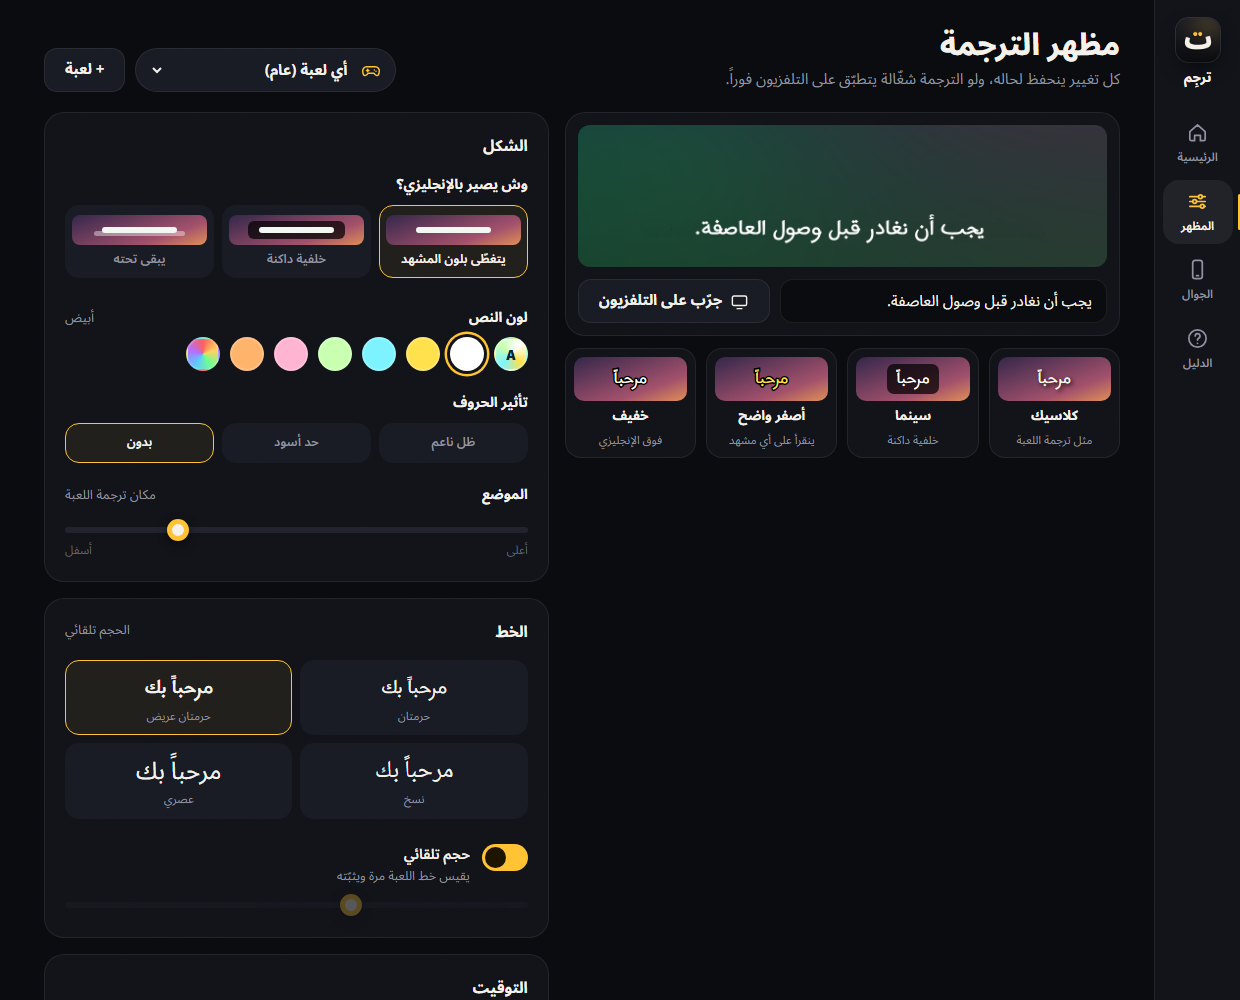 ت
ترجم
الرئيسية
المظهر
الجوال
الدليل
مظهر الترجمة
كل تغيير ينحفظ لحاله، ولو الترجمة شغّالة يتطبّق على التلفزيون فوراً.
أي لعبة (عام)
+ لعبة
يجب أن نغادر قبل وصول العاصفة.
يجب أن نغادر قبل وصول العاصفة.
جرّب على التلفزيون
مرحباً
كلاسيك
مثل ترجمة اللعبة
مرحباً
سينما
خلفية داكنة
مرحباً
أصفر واضح
ينقرأ على أي مشهد
مرحباً
خفيف
فوق الإنجليزي
الشكل
وش يصير بالإنجليزي؟
يتغطّى بلون المشهد
خلفية داكنة
يبقى تحته
لون النص
أبيض
A
تأثير الحروف
ظل ناعم
حد أسود
بدون
الموضع
مكان ترجمة اللعبة
أعلى
أسفل
الخط
الحجم تلقائي
مرحباً بك
حرمتان
مرحباً بك
حرمتان عريض
مرحباً بك
نسخ
مرحباً بك
عصري
حجم تلقائي
يقيس خط اللعبة مرة ويثبّته
التوقيت